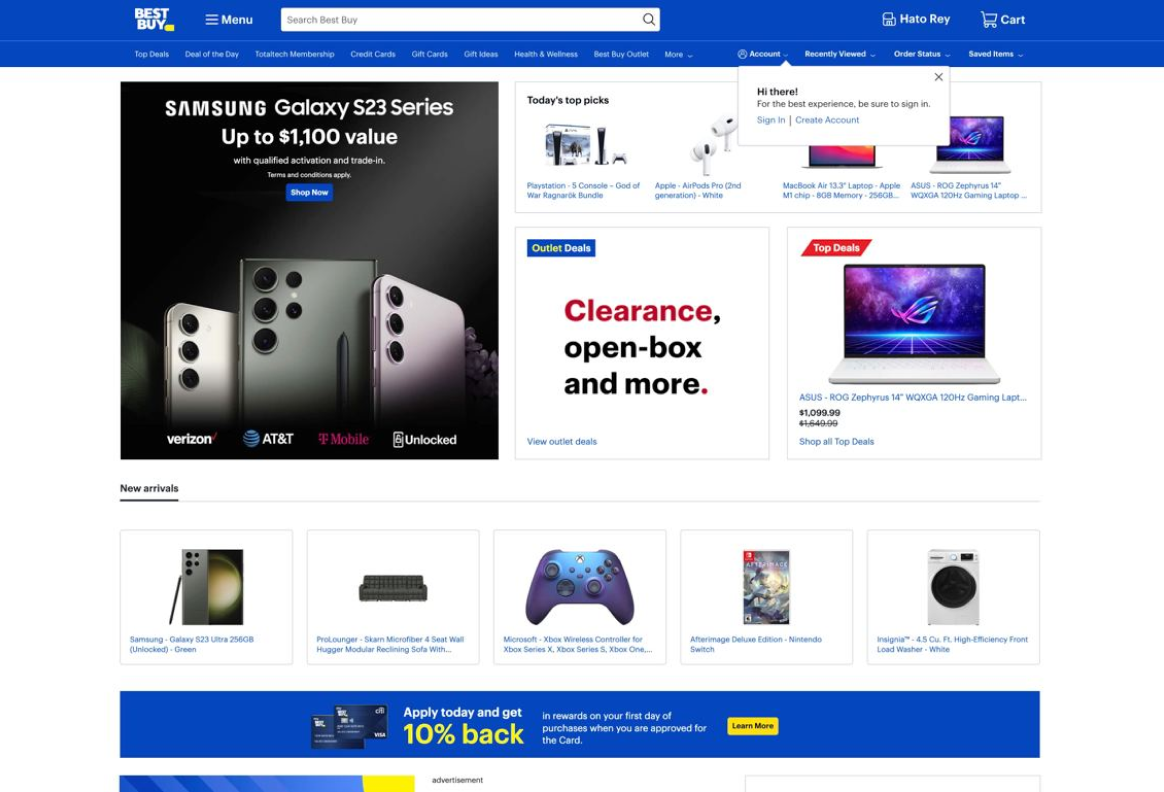 BEST
BUY
Menu
Search Best Buy
Hato Rey
Cart
Top Deals
Deal of the Day
Totaltech Membership
Credit Cards
Gift Cards
Gift Ideas
Health & Wellness
Best Buy Outlet
More
Account
Recently Viewed
Order Status
Saved Items
Hi there!
For the best experience, be sure to sign in.
Sign In | Create Account
SAMSUNG Galaxy S23 Series
Up to $1,100 value
with qualified activation and trade-in.
Terms and conditions apply.
Shop Now
verizon
AT&T
T Mobile
Unlocked
Today's top picks
Playstation - 5 Console – God of
War Ragnarök Bundle
Apple - AirPods Pro (2nd
generation) - White
MacBook Air 13.3" Laptop - Apple
M1 chip - 8GB Memory - 256GB...
ASUS - ROG Zephyrus 14"
WQXGA 120Hz Gaming Laptop ...
Outlet Deals
Clearance,
open-box
and more.
View outlet deals
Top Deals
ASUS - ROG Zephyrus 14" WQXGA 120Hz Gaming Lapt...
$1,099.99
$1,649.99
Shop all Top Deals
New arrivals
Samsung - Galaxy S23 Ultra 256GB
(Unlocked) - Green
ProLounger - Skarn Microfiber 4 Seat Wall
Hugger Modular Reclining Sofa With...
Microsoft - Xbox Wireless Controller for
Xbox Series X, Xbox Series S, Xbox One,...
AFTERIMAGE
Afterimage Deluxe Edition - Nintendo
Switch
Insignia™ - 4.5 Cu. Ft. High-Efficiency Front
Load Washer - White
citi
VISA
Apply today and get
10% back
in rewards on your first day of
purchases when you are approved for
the Card.
Learn More
advertisement